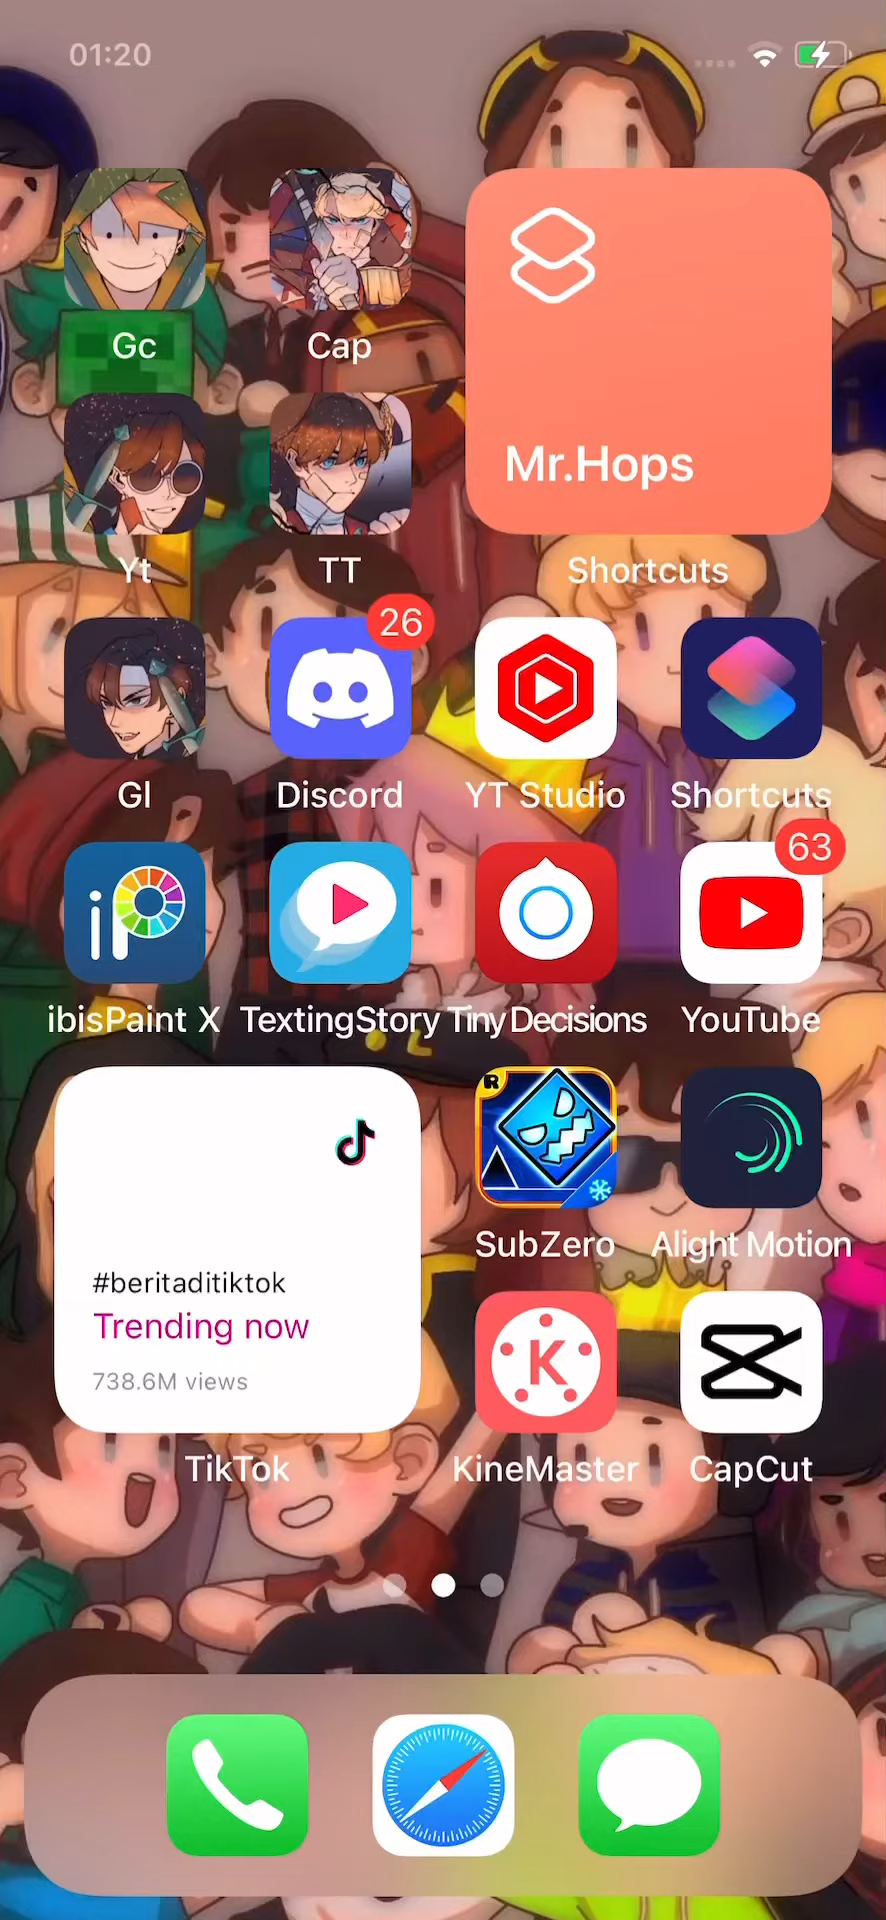 01:20
Gc
Cap
Mr.Hops
Yt
TT
Shortcuts
26
Gl
Discord
YT Studio
Shortcuts
63
iP
ibisPaint X
TextingStory
Tiny Decisions
YouTube
#beritaditiktok
Trending now
738.6M views
R
SubZero
Alight Motion
K
TikTok
KineMaster
CapCut